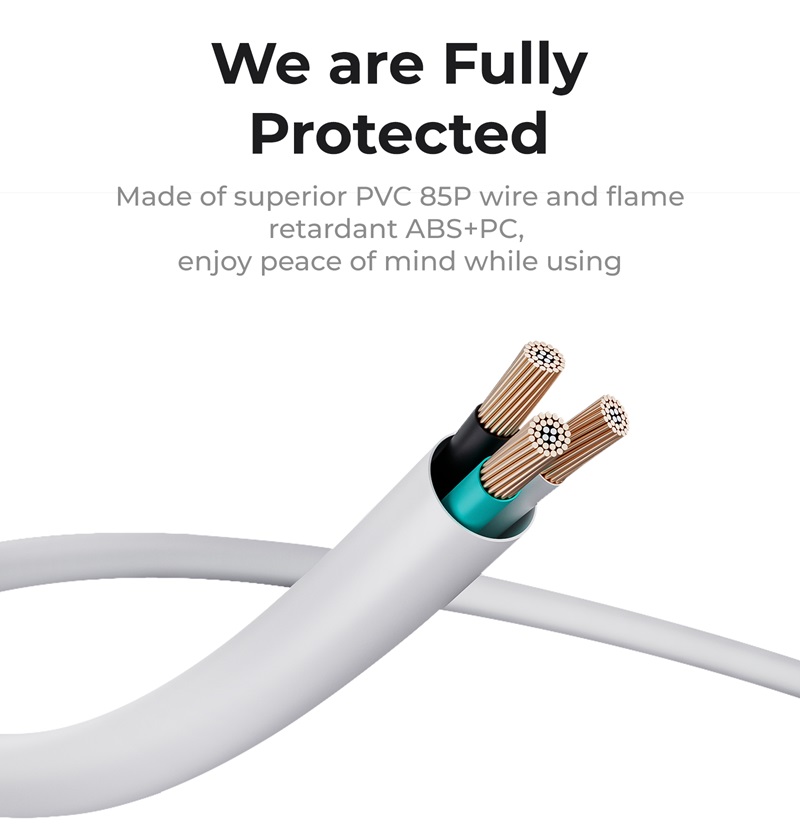 We are Fully
Protected
Made of superior PVC 85P wire and flame
retardant ABS+PC,
enjoy peace of mind while using